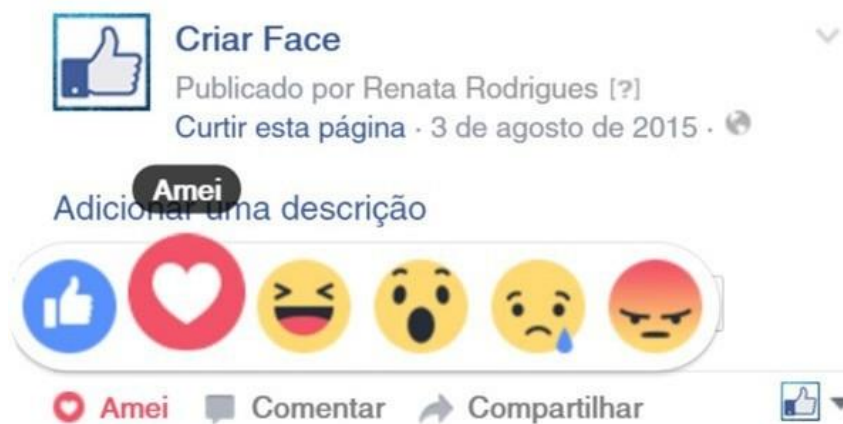 Criar Face
Publicado por Renata Rodrigues [?]
Curtir esta página · 3 de agosto de 2015 ·
Amei
Adicionar uma descrição
Amei Comentar Compartilhar